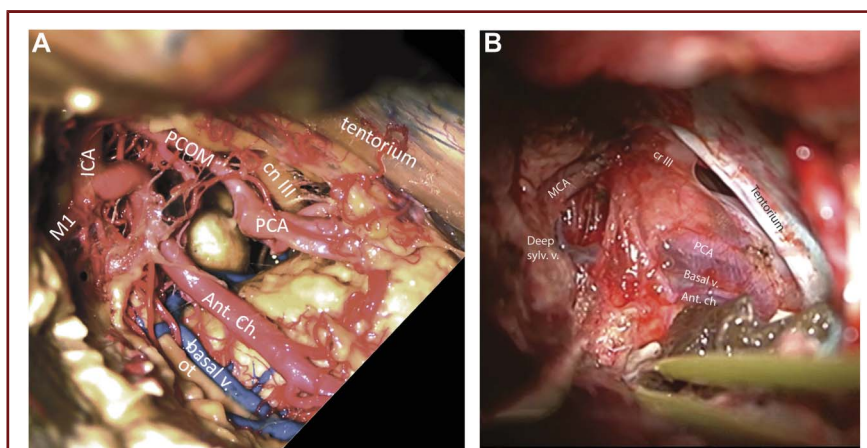 A
ICA
PCOM
cn III
tentorium
M1
PCA
Ant. Ch.
basal v.
ot
B
MCA
cr III
Tentorium
Deep
sylv. v.
PCA
Basal v.
Ant. ch